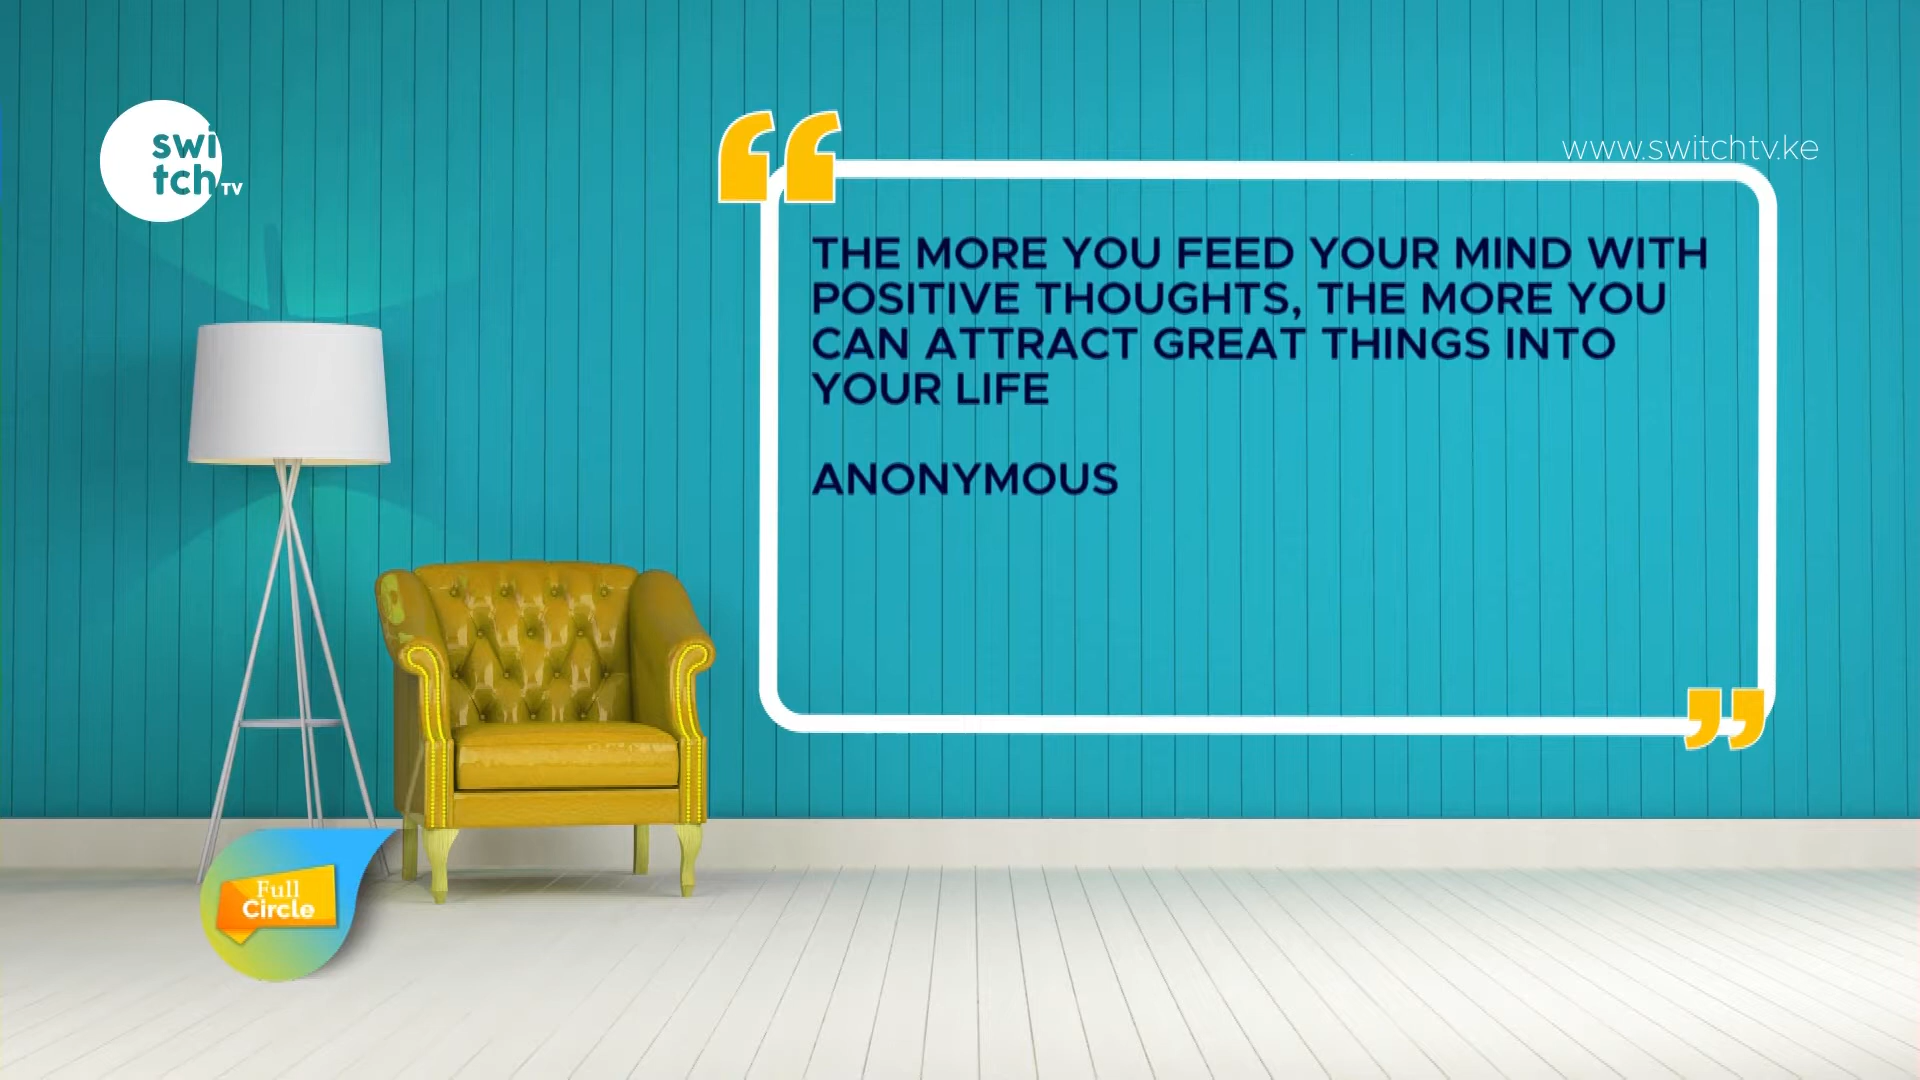 swi
tch TV
www.switchtv.ke
THE MORE YOU FEED YOUR MIND WITH
POSITIVE THOUGHTS, THE MORE YOU
CAN ATTRACT GREAT THINGS INTO
YOUR LIFE
ANONYMOUS
Full
Circle